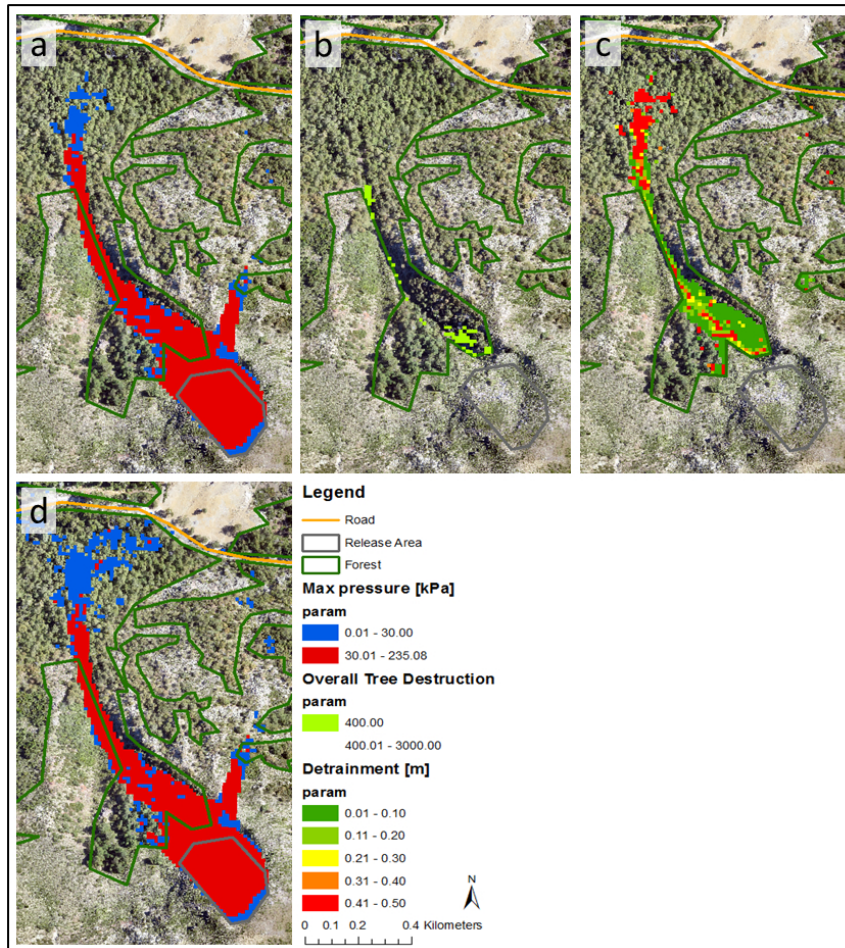 a
b
c
d
Legend
Road
Release Area
Forest
Max pressure [kPa]
param
0.01 - 30.00
30.01 - 235.08
Overall Tree Destruction
param
400.00
400.01 - 3000.00
Detrainment [m]
param
0.01 - 0.10
0.11 - 0.20
0.21 - 0.30
0.31 - 0.40
0.41 - 0.50
N
0 0.1 0.2 0.4 Kilometers